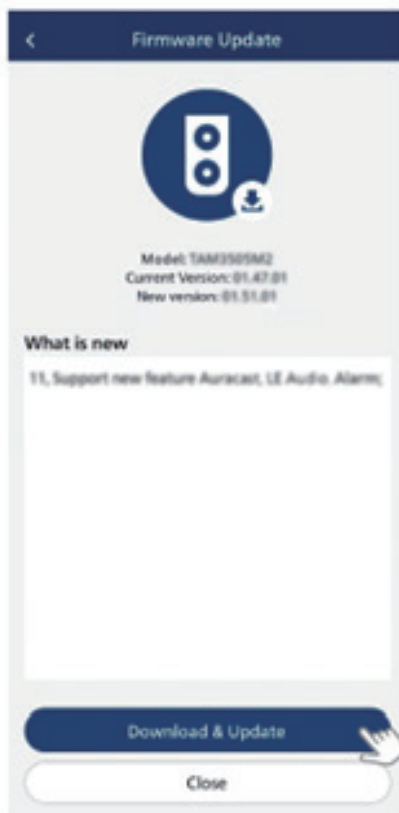 Firmware Update
Model: TAM3505M2
Current Version: 01.47.01
New version: 01.51.01
What is new
11, Support new feature Auracast, LE Audio. Alarm;
Download & Update
Close